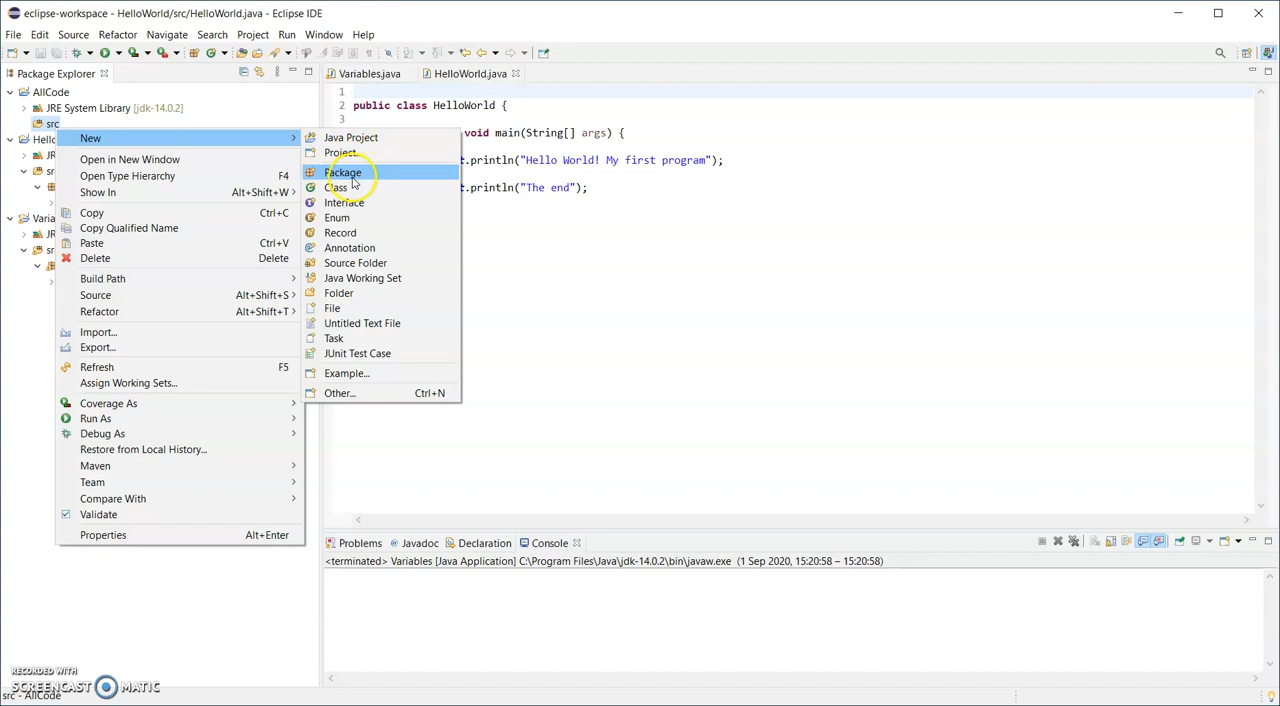 eclipse-workspace - HelloWorld/src/HelloWorld.java - Eclipse IDE
File Edit Source Refactor Navigate Search Project Run Window Help
Package Explorer
Variables.java
HelloWorld.java
AllCode
JRE System Library [jdk-14.0.2]
src
Hello
JR
src
Varia
JR
src
New
Open in New Window
Open Type Hierarchy F4
Show In Alt+Shift+W
Copy Ctrl+C
Copy Qualified Name
Paste Ctrl+V
Delete Delete
Build Path
Source Alt+Shift+S
Refactor Alt+Shift+T
Import...
Export...
Refresh F5
Assign Working Sets...
Coverage As
Run As
Debug As
Restore from Local History...
Maven
Team
Compare With
Validate
Properties Alt+Enter
Java Project
Project...
Package
Class
Interface
Enum
Record
Annotation
Source Folder
Java Working Set
Folder
File
Untitled Text File
Task
JUnit Test Case
Example...
Other... Ctrl+N
1
2 public class HelloWorld {
3
void main(String[] args) {
t.println("Hello World! My first program");
t.println("The end");
Problems Javadoc Declaration Console
<terminated> Variables [Java Application] C:\Program Files\Java\jdk-14.0.2\bin\javaw.exe (1 Sep 2020, 15:20:58 – 15:20:58)
RECORDED WITH
SCREENCAST MATIC
src - AllCode